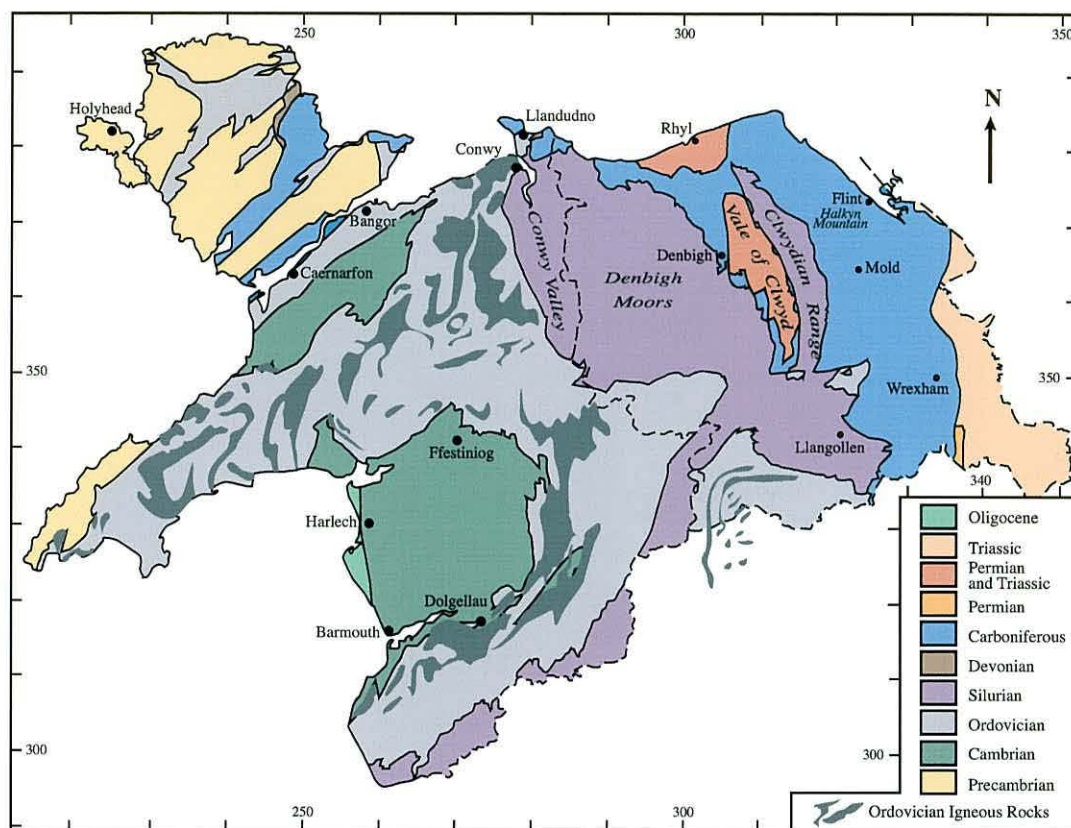 250
300
350
N
Holyhead
Llandudno
Rhyl
Conwy
Flint
Halkyn
Mountain
Bangor
Conwy Valley
Denbigh
Vale of Clwyd
Clwydian Range
Mold
Caernarfon
Denbigh
Moors
350
350
Wrexham
Ffestiniog
Llangollen
340
Harlech
Dolgellau
Barmouth
300
300
250
300
Oligocene
Triassic
Permian
and Triassic
Permian
Carboniferous
Devonian
Silurian
Ordovician
Cambrian
Precambrian
Ordovician Igneous Rocks